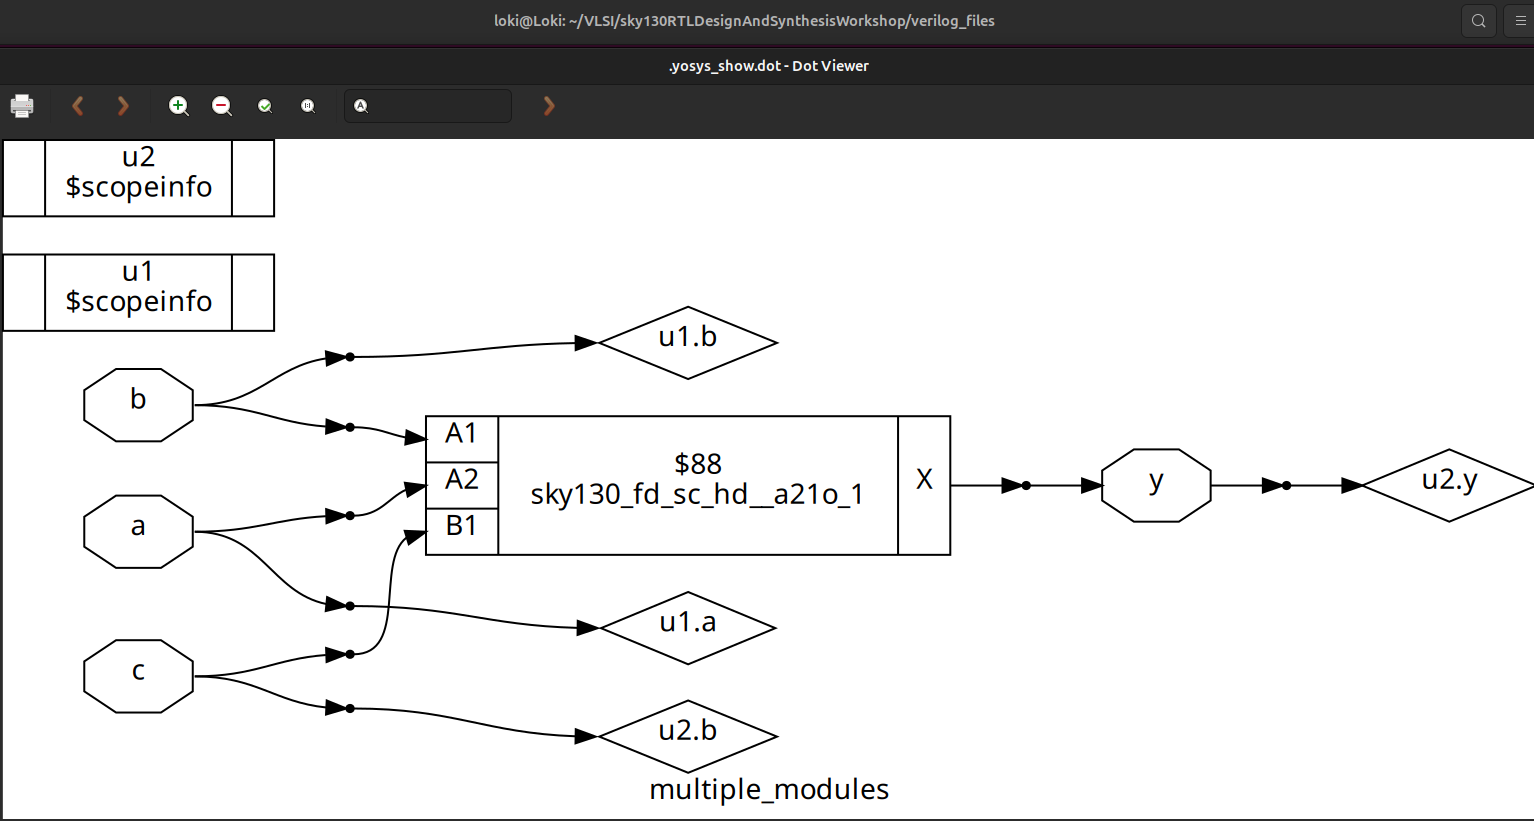 loki@Loki: ~/VLSI/sky130RTLDesignAndSynthesisWorkshop/verilog_files
.yosys_show.dot - Dot Viewer
u2
$scopeinfo
u1
$scopeinfo
u1.b
b
A1
$88
A2
sky130_fd_sc_hd__a21o_1
X
y
u2.y
a
B1
u1.a
c
u2.b
multiple_modules